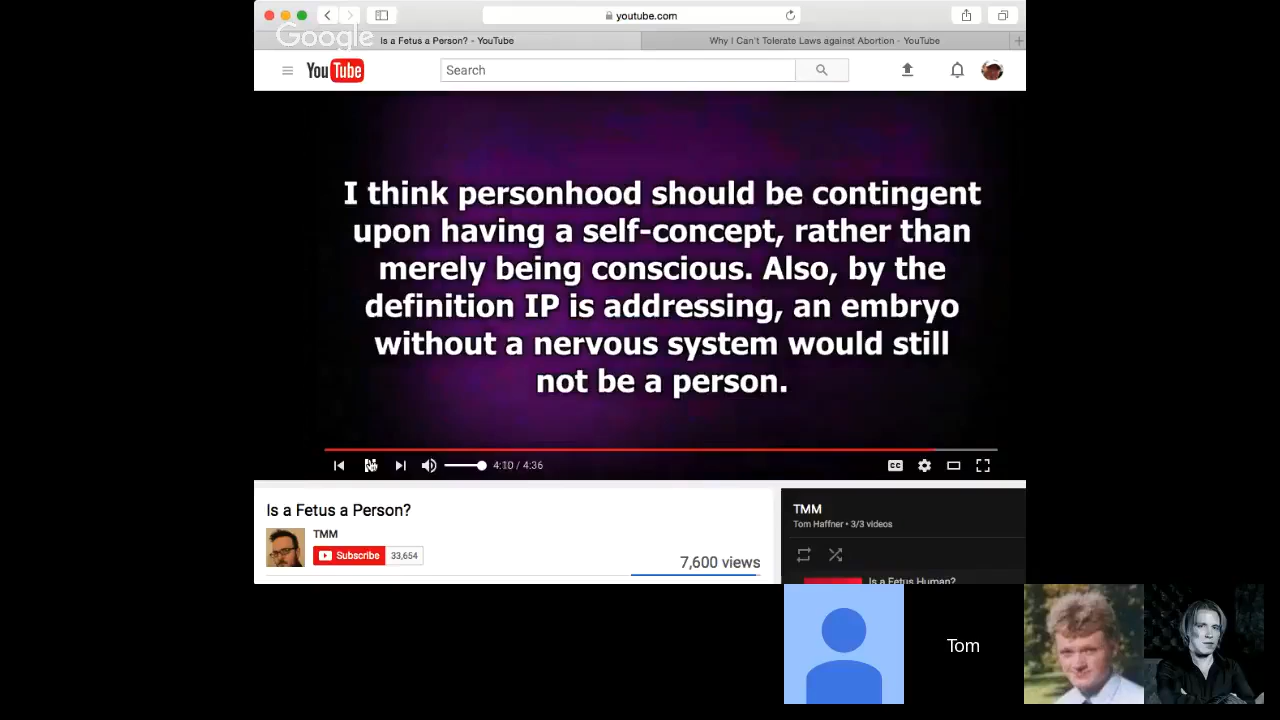 youtube.com
Google
Is a Fetus a Person? - YouTube
Why I Can't Tolerate Laws against Abortion - YouTube
YouTube
Search
I think personhood should be contingent
upon having a self-concept, rather than
merely being conscious. Also, by the
definition IP is addressing, an embryo
without a nervous system would still
not be a person.
4:10 / 4:36
CC
Is a Fetus a Person?
TMM
Subscribe 33,654
7,600 views
TMM
Tom Haffner • 3/3 videos
Is a Fetus Human?
Tom